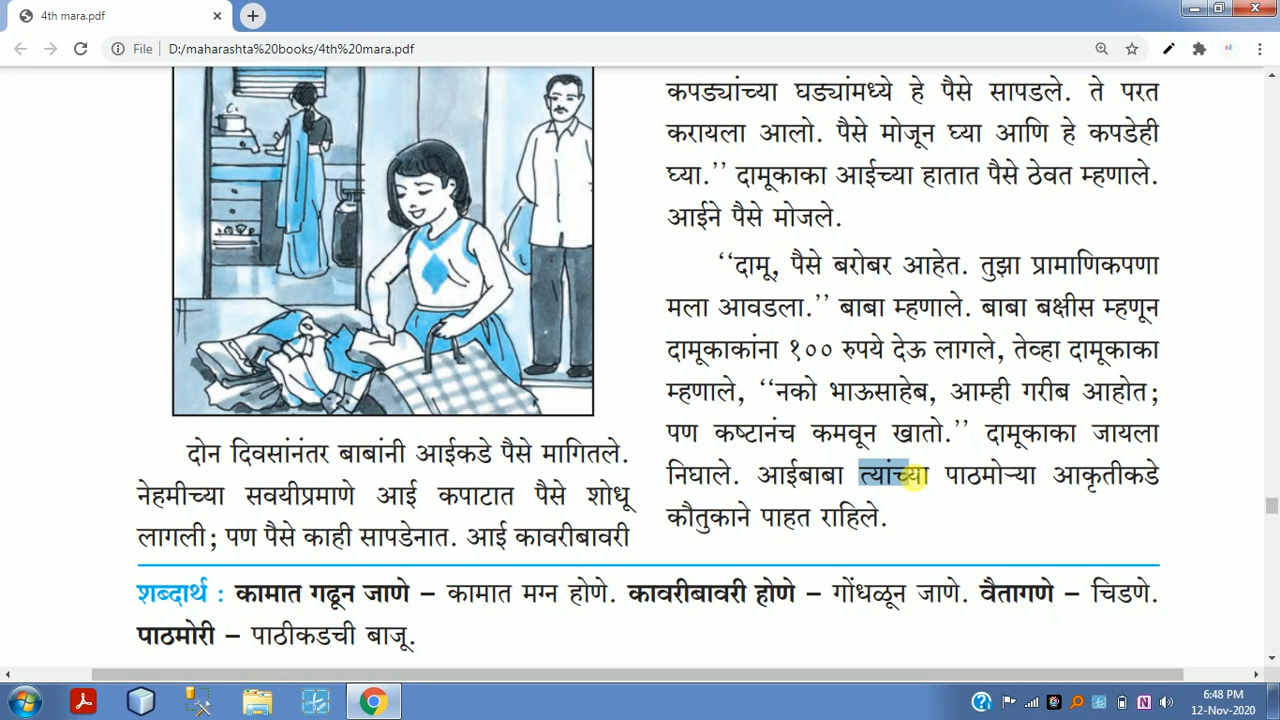 4th mara.pdf
File
D:/maharashta%20books/4th%20mara.pdf
दोन दिवसांनंतर बाबांनी आईकडे पैसे मागितले.
नेहमीच्या सवयीप्रमाणे आई कपाटात पैसे शोधू
लागली; पण पैसे काही सापडेनात. आई कावरीबावरी
कपड्यांच्या घड्यांमध्ये हे पैसे सापडले. ते परत
करायला आलो. पैसे मोजून घ्या आणि हे कपडेही
घ्या.’’ दामूकाका आईच्या हातात पैसे ठेवत म्हणाले.
आईने पैसे मोजले.
‘‘दामू, पैसे बरोबर आहेत. तुझा प्रामाणिकपणा
मला आवडला.’’ बाबा म्हणाले. बाबा बक्षीस म्हणून
दामूकाकांना १०० रुपये देऊ लागले, तेव्हा दामूकाका
म्हणाले, ‘‘नको भाऊसाहेब, आम्ही गरीब आहोत;
पण कष्टानंच कमवून खातो.’’ दामूकाका जायला
निघाले. आईबाबा त्यांच्या पाठमोऱ्या आकृतीकडे
कौतुकाने पाहत राहिले.
शब्दार्थ : कामात गढून जाणे – कामात मग्न होणे. कावरीबावरी होणे – गोंधळून जाणे. वैतागणे – चिडणे.
पाठमोरी – पाठीकडची बाजू.
6:48 PM
12-Nov-2020